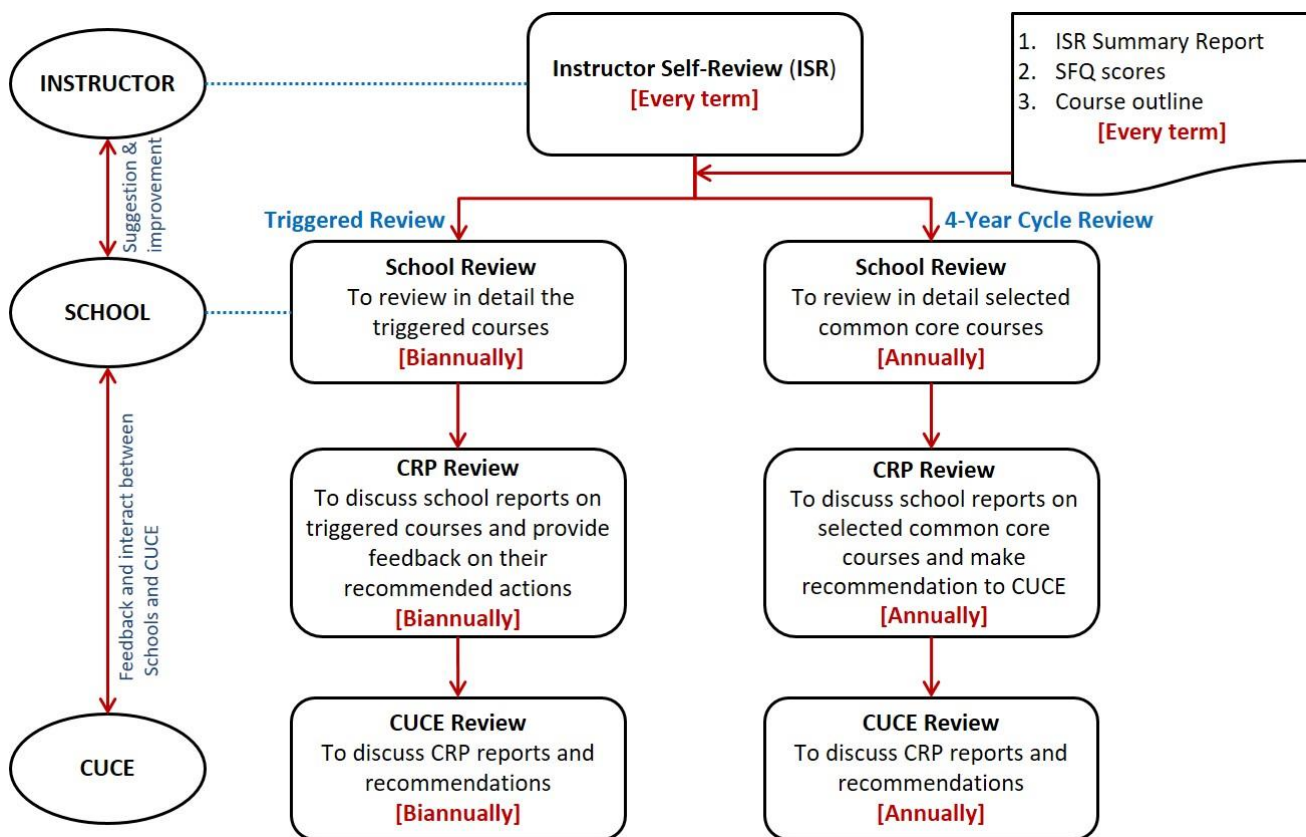 INSTRUCTOR
Instructor Self-Review (ISR)
[Every term]
1. ISR Summary Report
2. SFQ scores
3. Course outline
[Every term]
Suggestion &
improvement
Triggered Review
4-Year Cycle Review
SCHOOL
School Review
To review in detail the
triggered courses
[Biannually]
School Review
To review in detail selected
common core courses
[Annually]
Feedback and interact between
Schools and CUCE
CRP Review
To discuss school reports on
triggered courses and provide
feedback on their
recommended actions
[Biannually]
CRP Review
To discuss school reports on
selected common core
courses and make
recommendation to CUCE
[Annually]
CUCE
CUCE Review
To discuss CRP reports and
recommendations
[Biannually]
CUCE Review
To discuss CRP reports and
recommendations
[Annually]